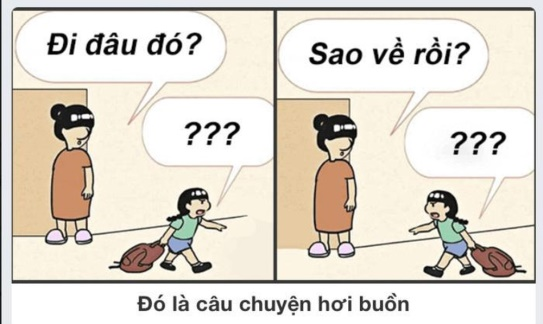 Đi đâu đó?
???
Sao về rồi?
???
Đó là câu chuyện hơi buồn